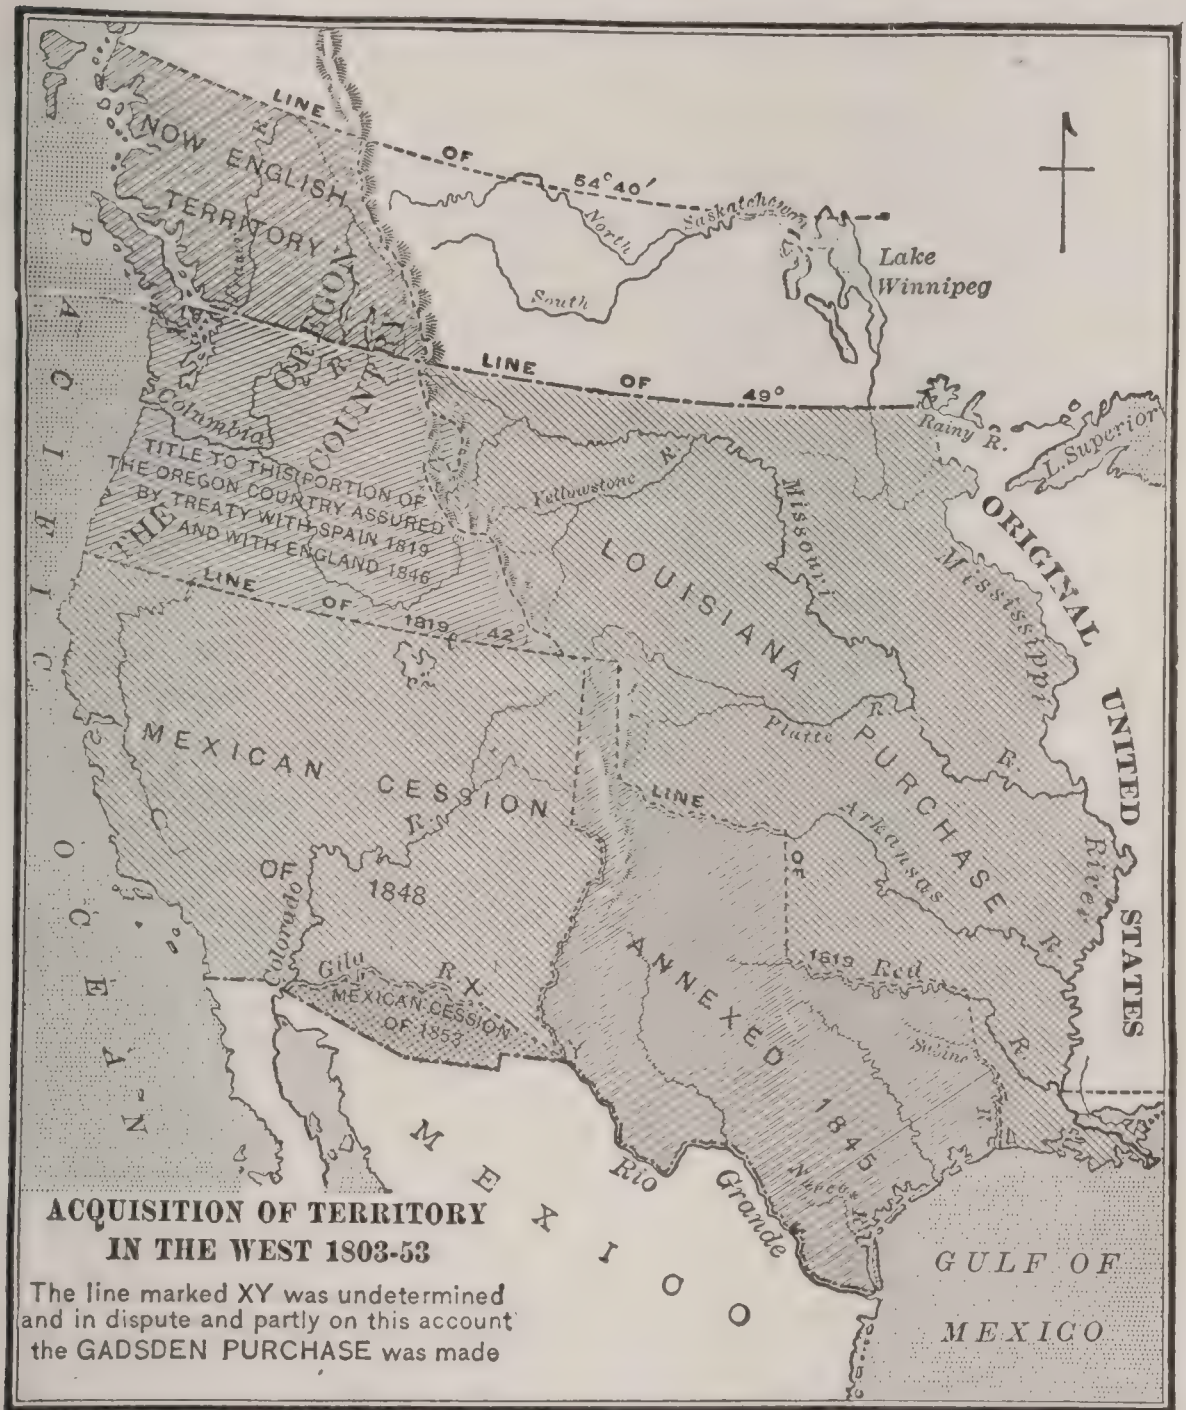 LINE OF 54°40′
NOW ENGLISH
TERRITORY
North
Saskatchewan
South
Lake
Winnipeg
THE OREGON
COUNTRY
R.
LINE OF 49°
Rainy R.
L. Superior
Columbia
TITLE TO THIS PORTION OF
THE OREGON COUNTRY ASSURED
BY TREATY WITH SPAIN 1819
AND WITH ENGLAND 1846
Yellowstone R.
Missouri
R.
LOUISIANA
PURCHASE
ORIGINAL
UNITED STATES
Mississippi
River
LINE OF 1819 42°
PACIFIC
OCEAN
Platte R.
LINE OF 1819
Arkansas
R.
MEXICAN CESSION
OF 1848
Colorado
R.
Gila R
X
MEXICAN CESSION
OF 1853
ANNEXED
1845
Red
R.
Sabine
R.
Nueces
Rio Grande
MEXICO
GULF OF
MEXICO
ACQUISITION OF TERRITORY
IN THE WEST 1803-53
The line marked XY was undetermined
and in dispute and partly on this account
the GADSDEN PURCHASE was made